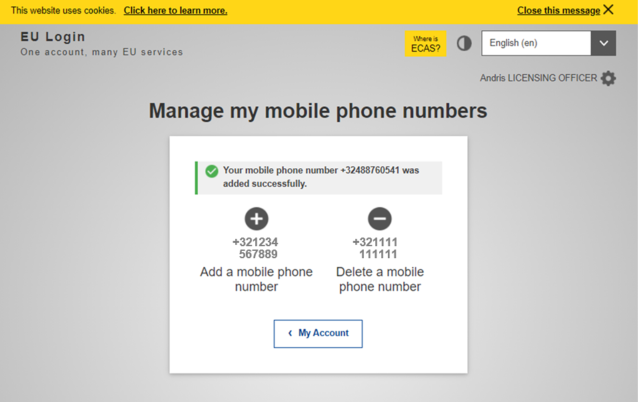 This website uses cookies. Click here to learn more. Close this message
EU Login
One account, many EU services
Where is
ECAS?
English (en)
Andris LICENSING OFFICER
Manage my mobile phone numbers
Your mobile phone number +32488760541 was
added successfully.
+321234
567889
Add a mobile phone
number
+321111
111111
Delete a mobile
phone number
‹ My Account